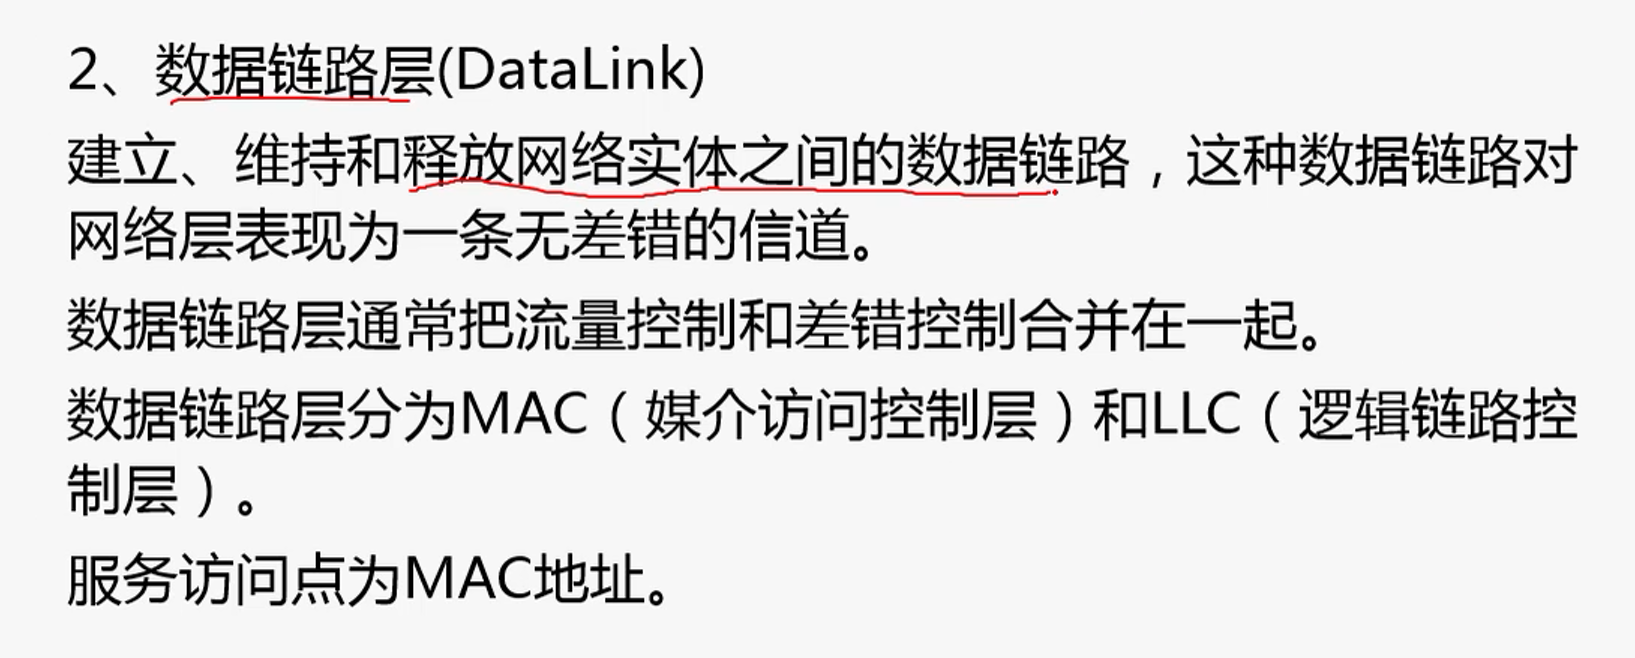 2、数据链路层(DataLink)
建立、维持和释放网络实体之间的数据链路，这种数据链路对
网络层表现为一条无差错的信道。
数据链路层通常把流量控制和差错控制合并在一起。
数据链路层分为MAC（媒介访问控制层）和LLC（逻辑链路控
制层）。
服务访问点为MAC地址。